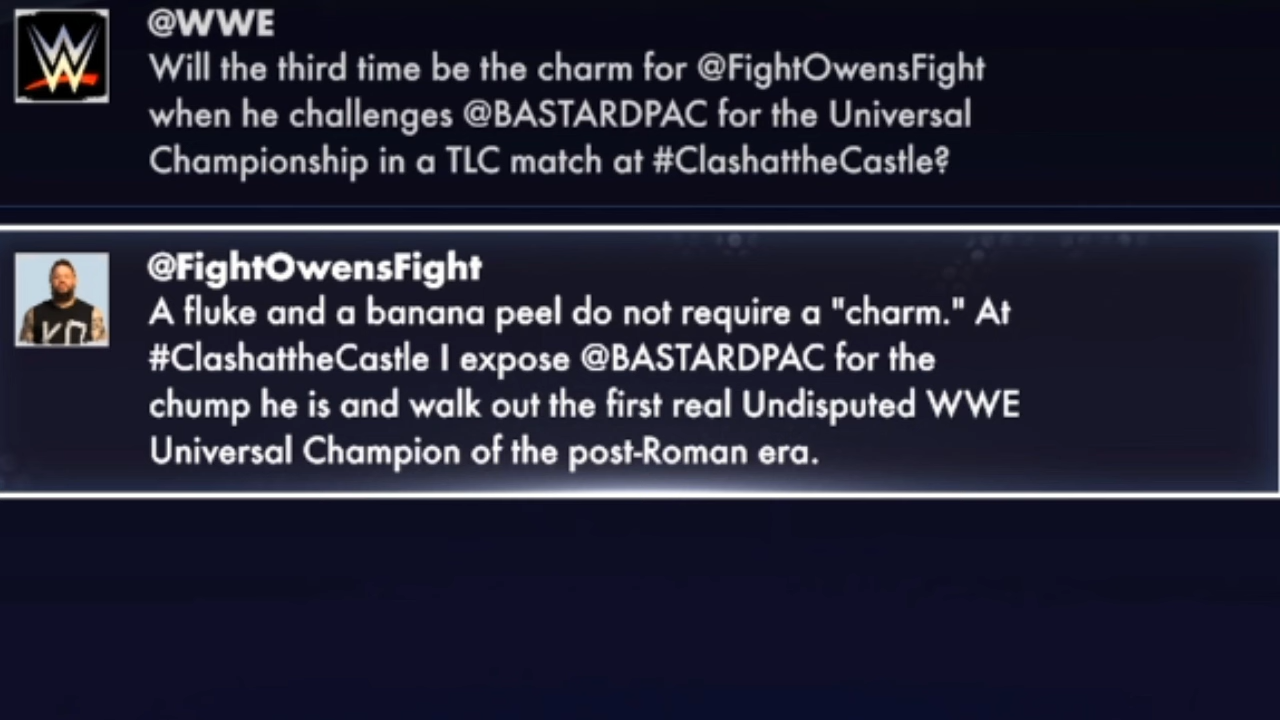 @WWE
Will the third time be the charm for @FightOwensFight
when he challenges @BASTARDPAC for the Universal
Championship in a TLC match at #ClashattheCastle?
@FightOwensFight
A fluke and a banana peel do not require a "charm." At
#ClashattheCastle I expose @BASTARDPAC for the
chump he is and walk out the first real Undisputed WWE
Universal Champion of the post-Roman era.
KO